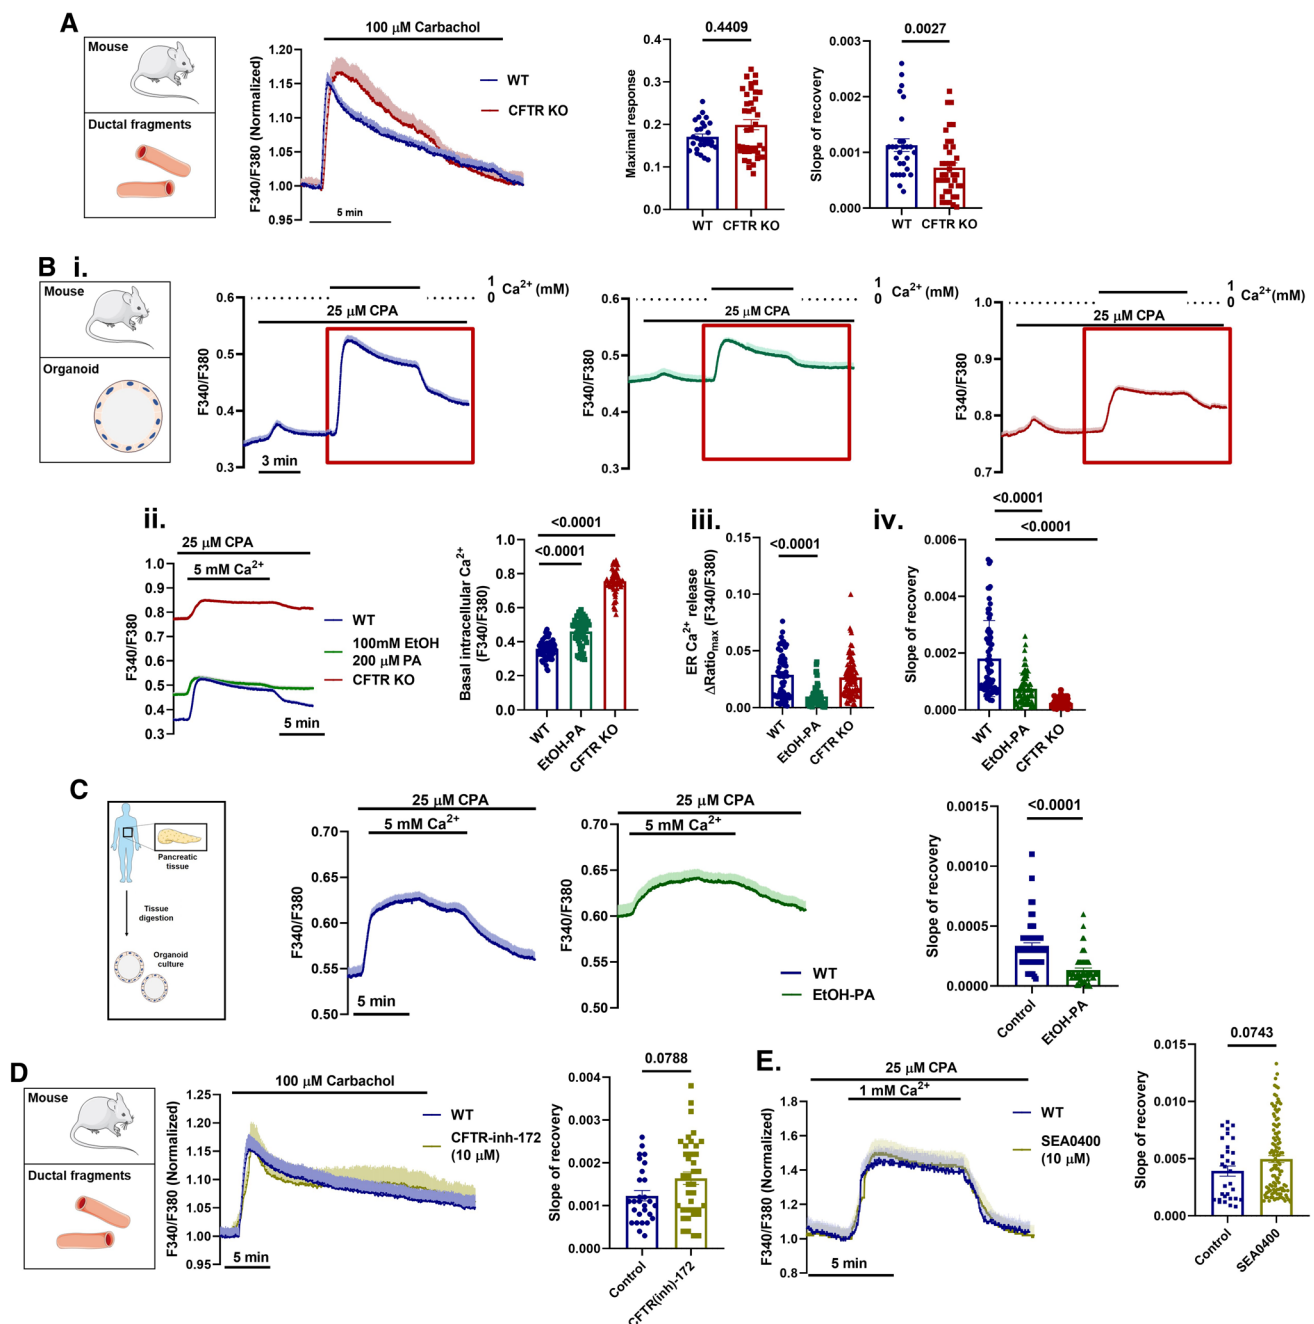 A
Mouse
Ductal fragments
100 μM Carbachol
F340/F380 (Normalized)
1.20
1.15
1.10
1.05
1.00
0.95
5 min
WT
CFTR KO
0.4409
Maximal response
0.4
0.3
0.2
0.1
0.0
WT CFTR KO
0.0027
Slope of recovery
0.003
0.002
0.001
0.000
WT CFTR KO
B i.
Mouse
Organoid
1
0
Ca2+ (mM)
25 μM CPA
F340/F380
0.6
0.5
0.4
0.3
3 min
1
0
Ca2+ (mM)
25 μM CPA
F340/F380
0.6
0.5
0.4
0.3
1
0
Ca2+ (mM)
25 μM CPA
F340/F380
1.0
0.9
0.8
0.7
ii.
25 μM CPA
5 mM Ca2+
F340/F380
1.0
0.9
0.8
0.7
0.6
0.5
0.4
0.3
5 min
WT
100mM EtOH
200 μM PA
CFTR KO
<0.0001
<0.0001
Basal intracellular Ca2+
(F340/F380)
1.0
0.8
0.6
0.4
0.2
0.0
WT
EtOH-PA
CFTR KO
iii.
<0.0001
ER Ca2+ release
ΔRatiomax (F340/F380)
0.15
0.10
0.05
0.00
WT
EtOH-PA
CFTR KO
iv.
<0.0001
<0.0001
Slope of recovery
0.006
0.004
0.002
0.000
WT
EtOH-PA
CFTR KO
C
Pancreatic
tissue
Tissue
digestion
Organoid
culture
25 μM CPA
5 mM Ca2+
F340/F380
0.70
0.65
0.60
0.55
0.50
5 min
25 μM CPA
5 mM Ca2+
F340/F380
0.70
0.65
0.60
0.55
0.50
WT
EtOH-PA
<0.0001
Slope of recovery
0.0015
0.0010
0.0005
0.0000
Control
EtOH-PA
D
Mouse
Ductal fragments
100 μM Carbachol
F340/F380 (Normalized)
1.25
1.20
1.15
1.10
1.05
1.00
0.95
5 min
WT
CFTR-inh-172
(10 μM)
0.0788
Slope of recovery
0.004
0.003
0.002
0.001
0.000
Control
CFTR(inh)-172
E.
25 μM CPA
1 mM Ca2+
F340/F380 (Normalized)
1.8
1.6
1.4
1.2
1.0
0.8
5 min
WT
SEA0400
(10 μM)
0.0743
Slope of recovery
0.015
0.010
0.005
0.000
Control
SEA0400